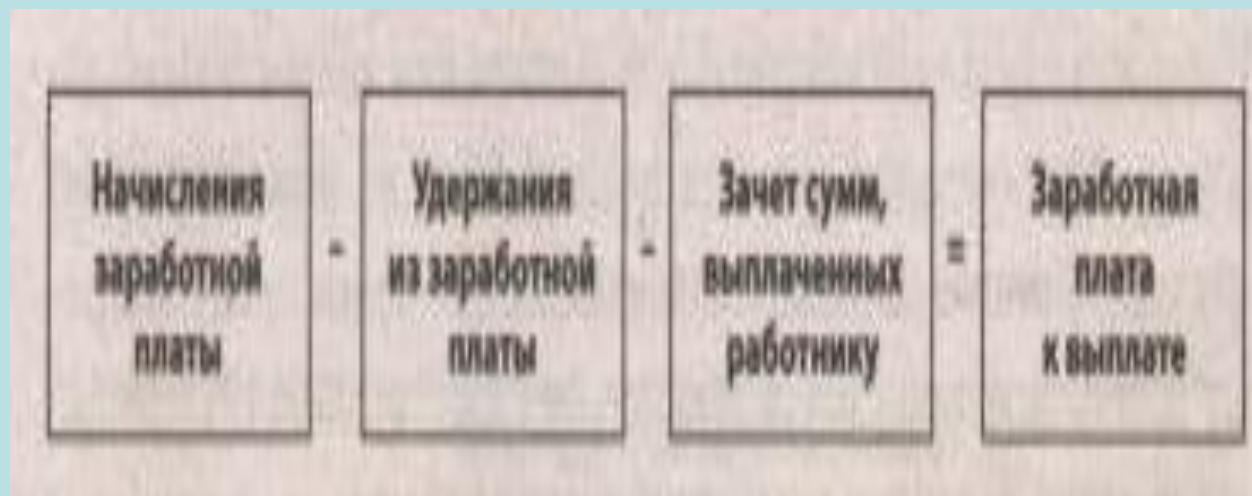 Начисления
заработной
платы
-
Удержания
из заработной
платы
-
Зачет сумм,
выплаченных
работнику
=
Заработная
плата
к выплате